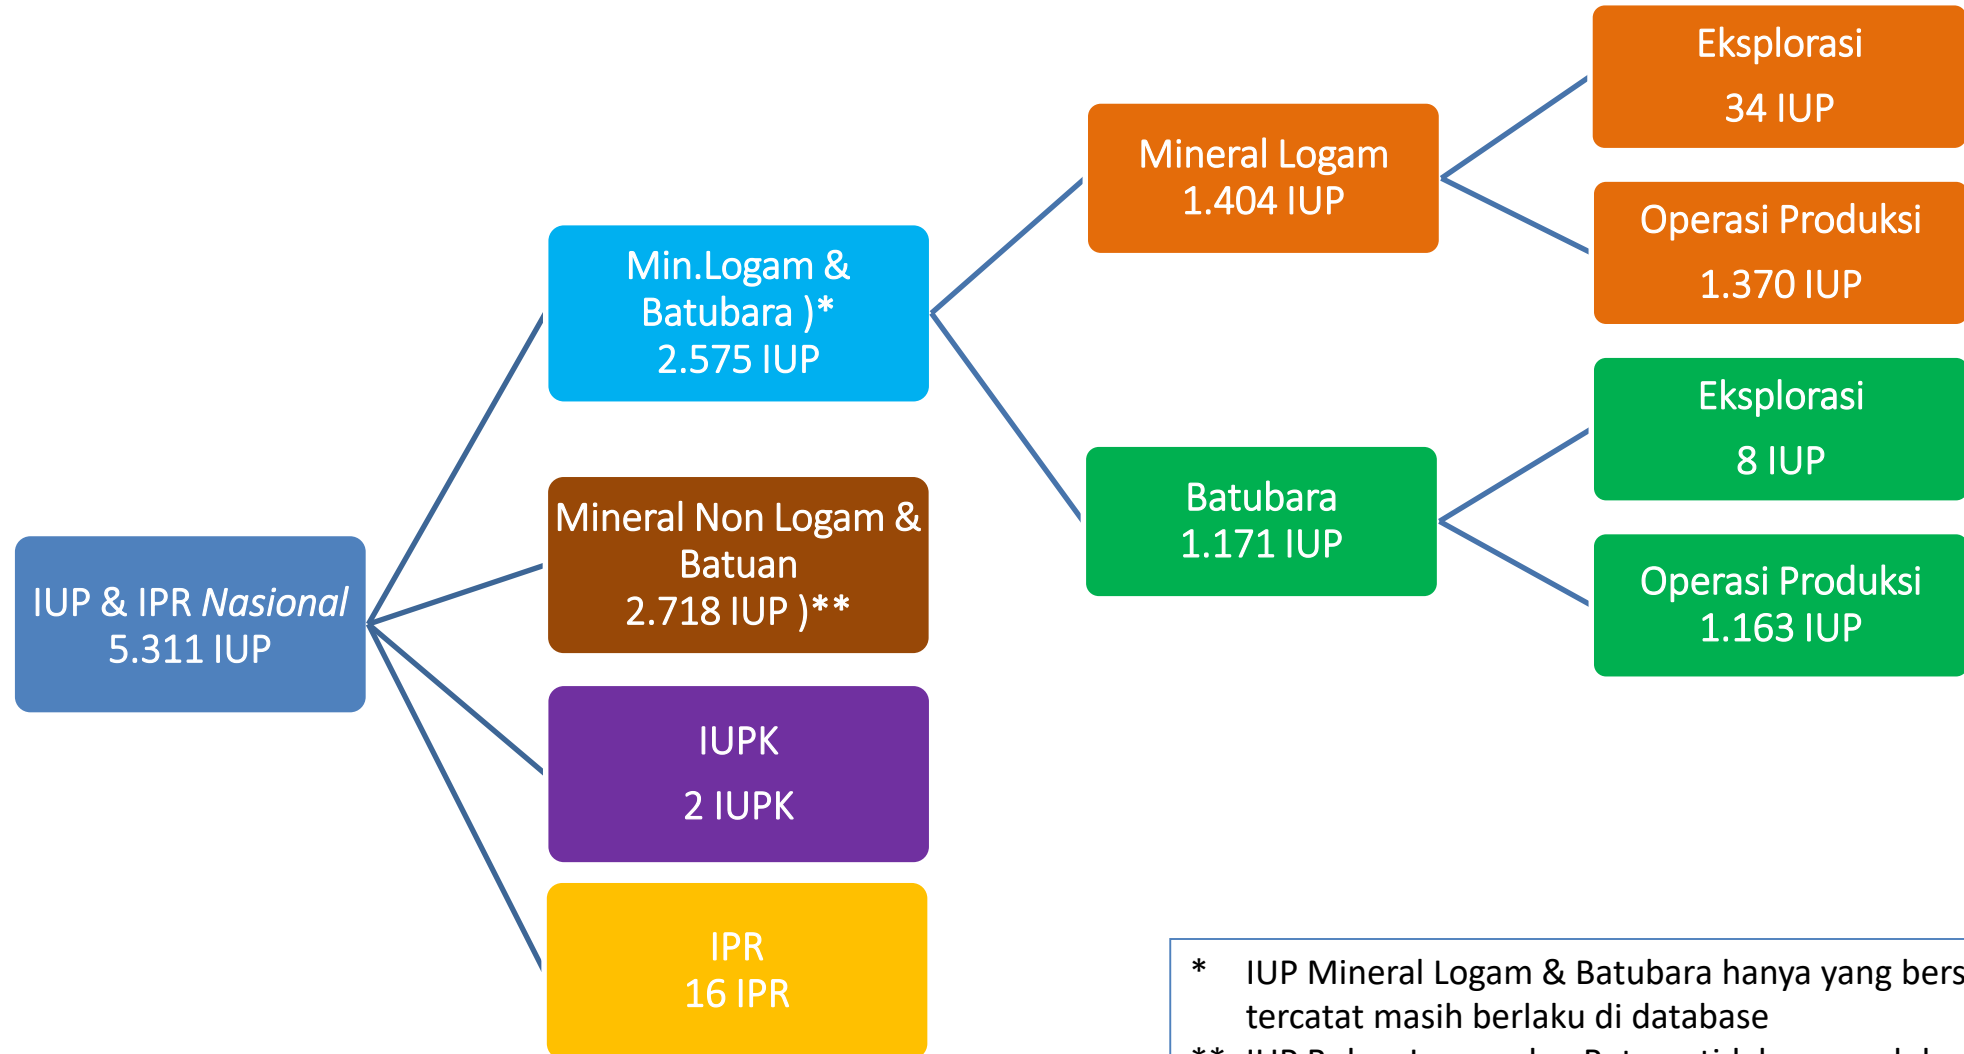 IUP & IPR Nasional
5.311 IUP
Min.Logam &
Batubara )*
2.575 IUP
Mineral Non Logam &
Batuan
2.718 IUP )**
IUPK
2 IUPK
IPR
16 IPR
Mineral Logam
1.404 IUP
Batubara
1.171 IUP
Eksplorasi
34 IUP
Operasi Produksi
1.370 IUP
Eksplorasi
8 IUP
Operasi Produksi
1.163 IUP
* IUP Mineral Logam & Batubara hanya yang
tercatat masih berlaku di database
** IUP